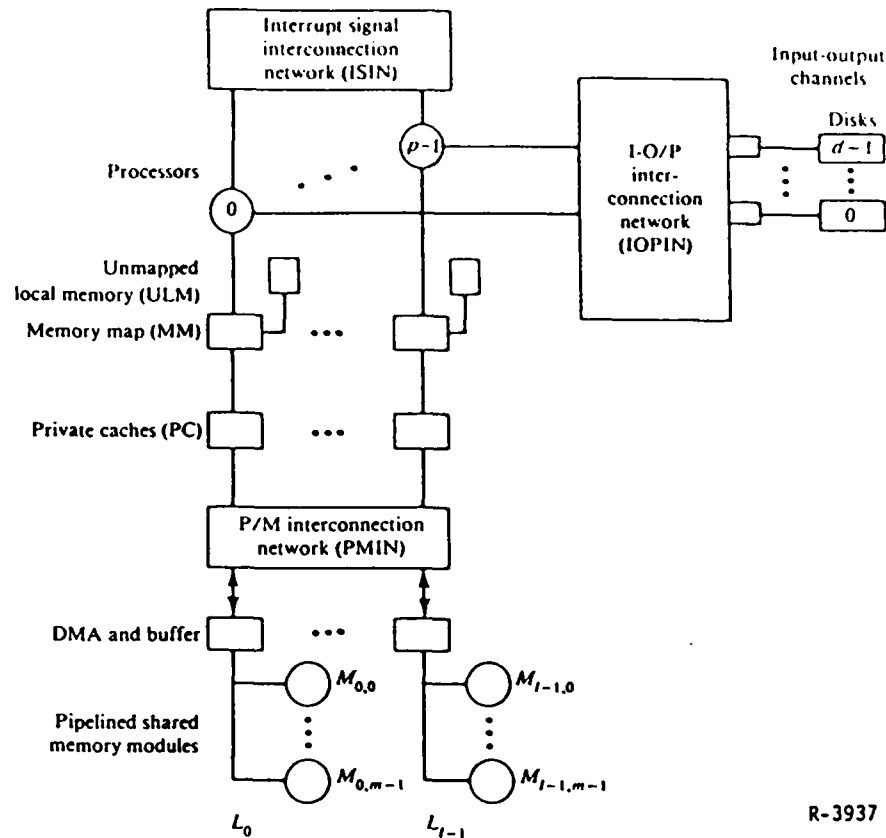 Interrupt signal
interconnection
network (ISIN)
Input-output
channels
Disks
p-1
I-O/P
inter-
connection
network
(IOPIN)
d-1
Processors
0
0
Unmapped
local memory (ULM)
Memory map (MM)
Private caches (PC)
P/M interconnection
network (PMIN)
DMA and buffer
M0,0
Ml-1,0
Pipelined shared
memory modules
M0,m-1
Ml-1,m-1
L0
Ll-1
R-3937